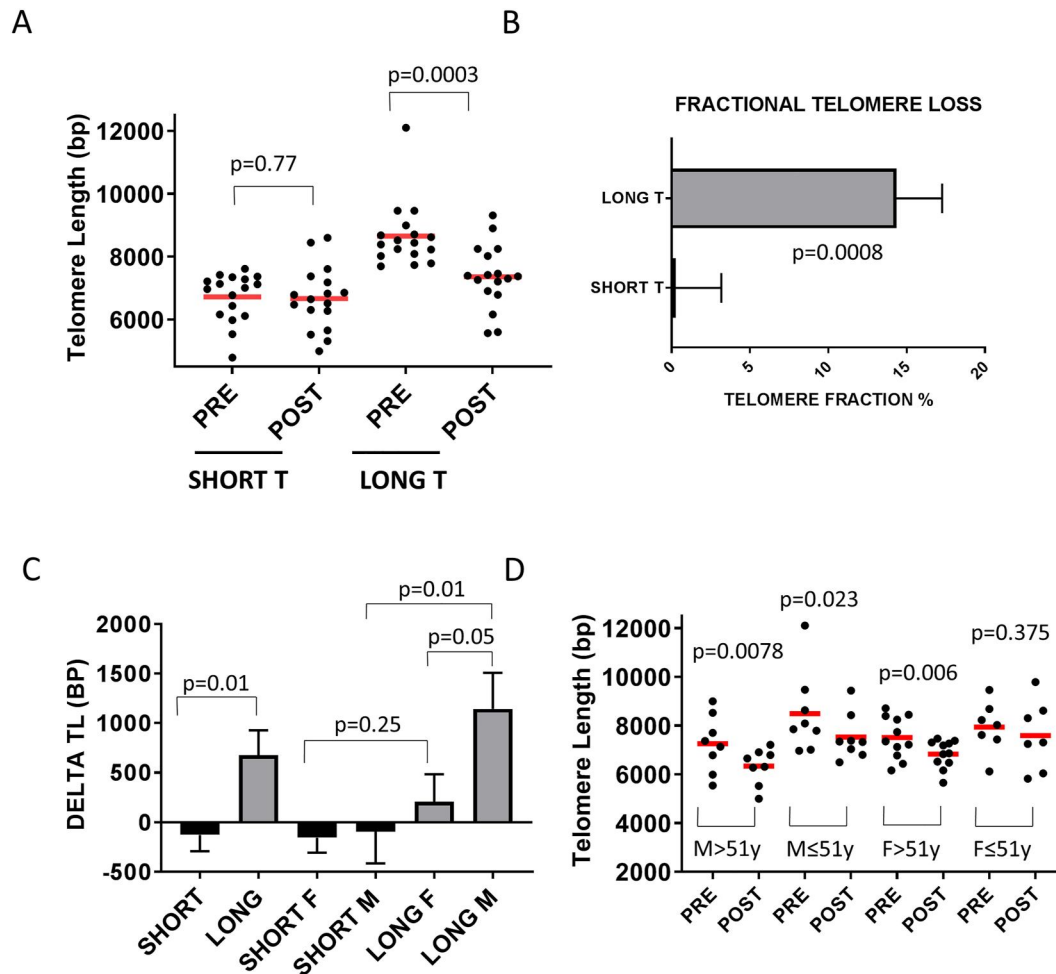 A
p=0.0003
p=0.77
Telomere Length (bp)
12000
10000
8000
6000
PRE
POST
PRE
POST
SHORT T
LONG T
B
FRACTIONAL TELOMERE LOSS
LONG T
p=0.0008
SHORT T
0
5
10
15
20
TELOMERE FRACTION %
C
p=0.01
p=0.05
p=0.01
p=0.25
DELTA TL (BP)
2000
1500
1000
500
0
-500
SHORT
LONG
SHORT F
SHORT M
LONG F
LONG M
D
p=0.023
p=0.375
p=0.0078
p=0.006
Telomere Length (bp)
12000
10000
8000
6000
4000
2000
M>51y
M≤51y
F>51y
F≤51y
PRE
POST
PRE
POST
PRE
POST
PRE
POST